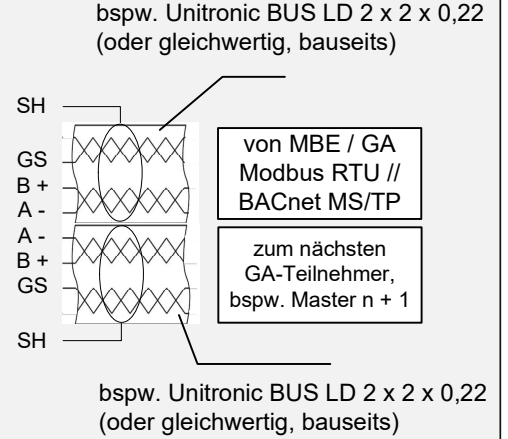 bspw. Unitronic BUS LD 2 x 2 x 0,22
(oder gleichwertig, bauseits)
SH
GS
B +
A -
A -
B +
GS
SH
von MBE / GA
Modbus RTU //
BACnet MS/TP
zum nächsten
GA-Teilnehmer,
bspw. Master n + 1
bspw. Unitronic BUS LD 2 x 2 x 0,22
(oder gleichwertig, bauseits)